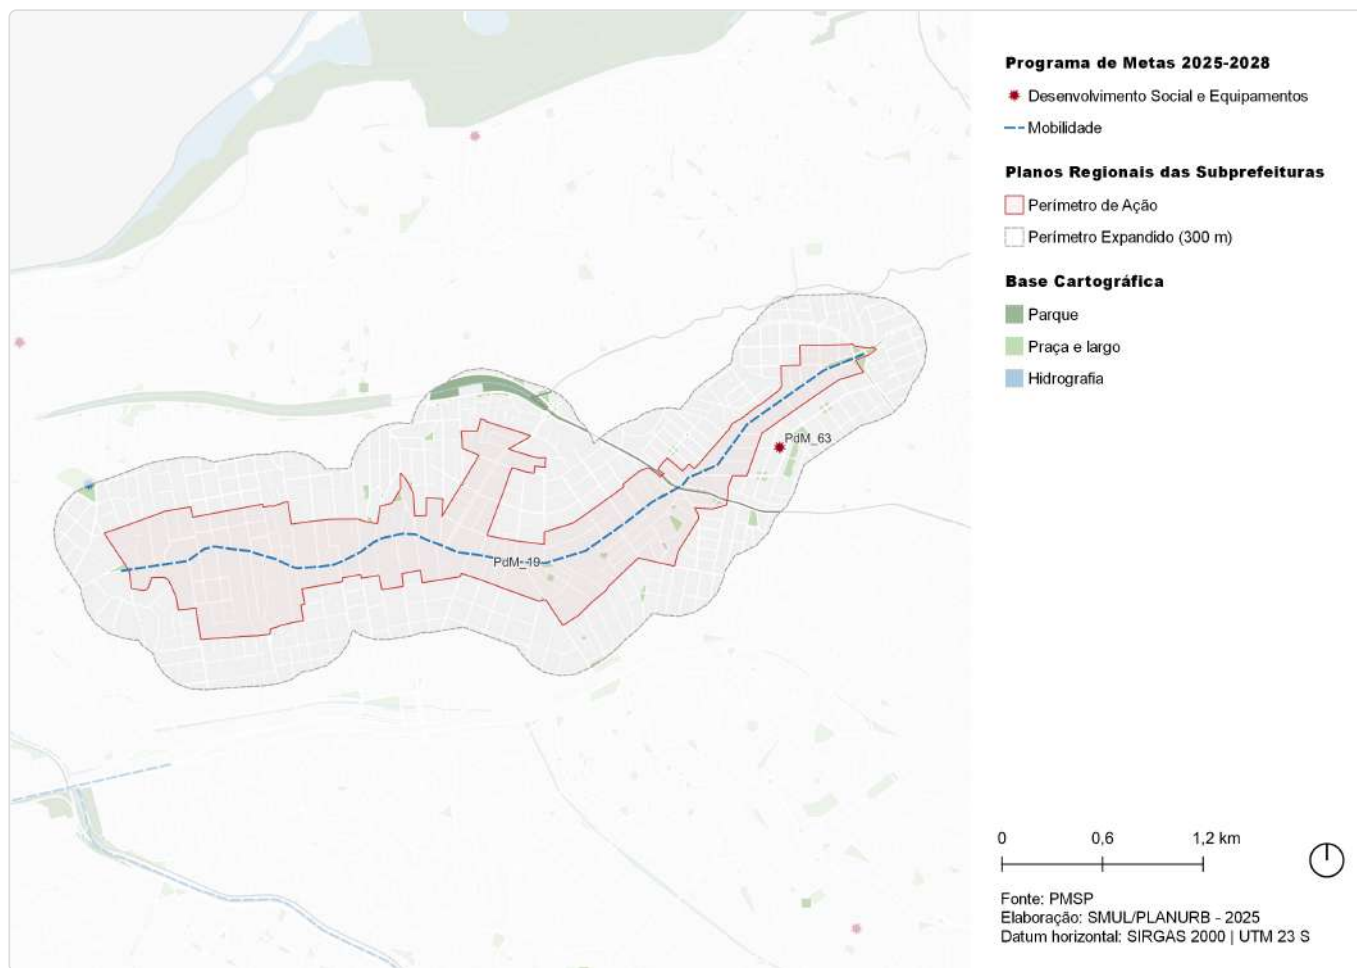 Programa de Metas 2025-2028
Desenvolvimento Social e Equipamentos
Mobilidade
Planos Regionais das Subprefeituras
Perímetro de Ação
Perímetro Expandido (300 m)
Base Cartográfica
Parque
Praça e largo
Hidrografia
PdM_63
PdM_19
0 0,6 1,2 km
Fonte: PMSP
Elaboração: SMUL/PLANURB - 2025
Datum horizontal: SIRGAS 2000 | UTM 23 S